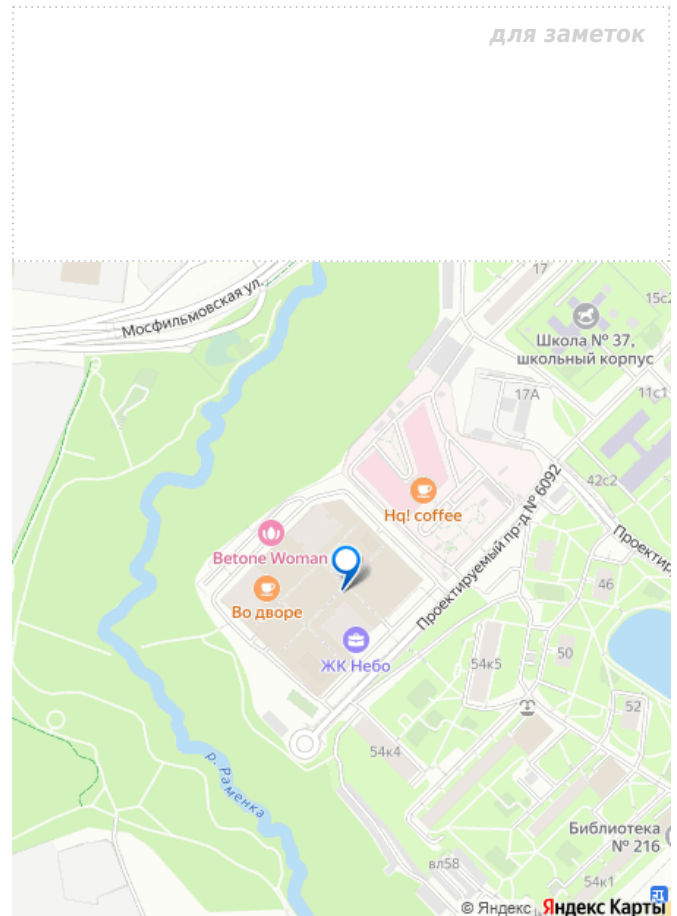 для заметок
Мосфильмовская ул.
17
15с2
Школа № 37,
школьный корпус
17А
11с1
42с2
Hq! coffee
Проектируемый пр-д № 6092
Betone Woman
Во дворе
46
ЖК Небо
54к5
50
52
54к4
р. Раменка
Библиотека
№ 216
вл58
54к1
© Яндекс Яндекс Карты